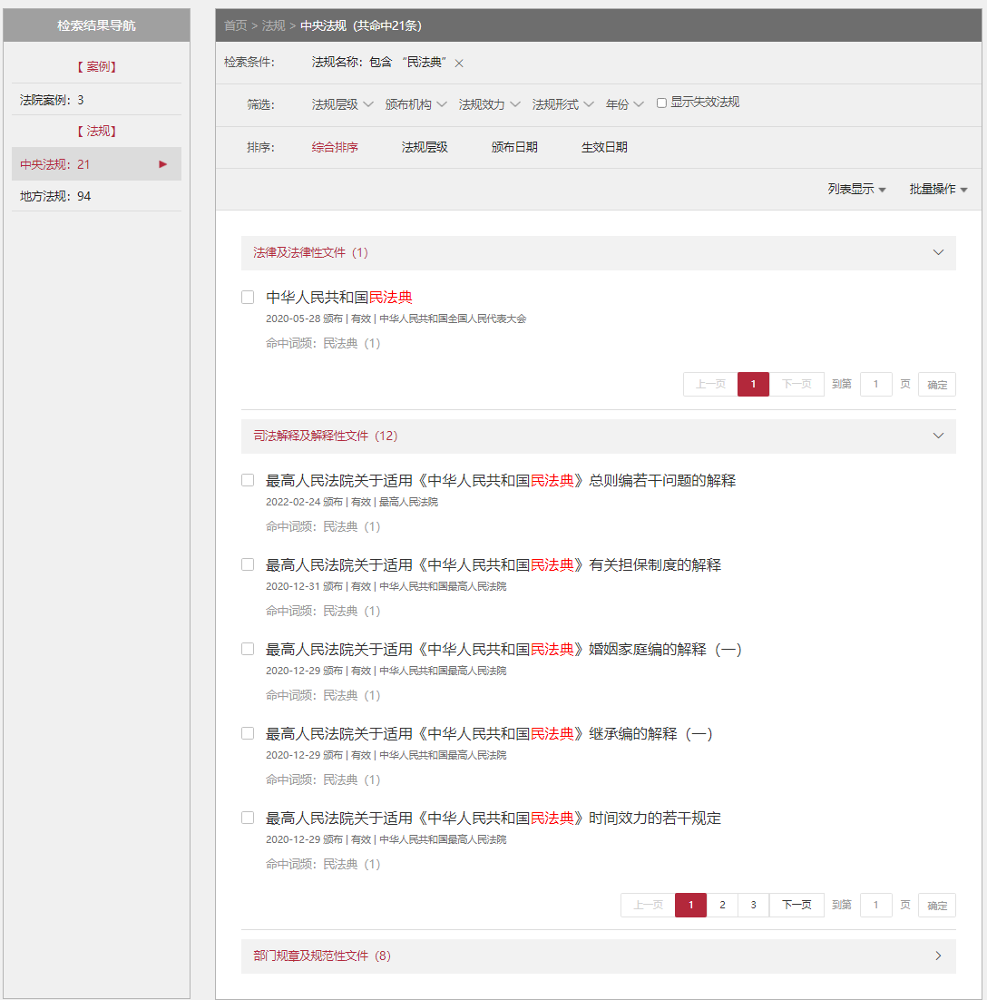 检索结果导航
【 案例】
法院案例：3
【 法规】
中央法规：21
地方法规：94
首页 > 法规 > 中央法规（共命中21条）
检索条件： 法规名称：包含 “民法典” ×
筛选： 法规层级 颁布机构 法规效力 法规形式 年份 显示失效法规
排序： 综合排序 法规层级 颁布日期 生效日期
列表显示 批量操作
法律及法律性文件（1）
中华人民共和国民法典
2020-05-28 颁布 | 有效 | 中华人民共和国全国人民代表大会
命中词频：民法典（1）
上一页 1 下一页 到第 1 页 确定
司法解释及解释性文件（12）
最高人民法院关于适用《中华人民共和国民法典》总则编若干问题的解释
2022-02-24 颁布 | 有效 | 最高人民法院
命中词频：民法典（1）
最高人民法院关于适用《中华人民共和国民法典》有关担保制度的解释
2020-12-31 颁布 | 有效 | 中华人民共和国最高人民法院
命中词频：民法典（1）
最高人民法院关于适用《中华人民共和国民法典》婚姻家庭编的解释（一）
2020-12-29 颁布 | 有效 | 中华人民共和国最高人民法院
命中词频：民法典（1）
最高人民法院关于适用《中华人民共和国民法典》继承编的解释（一）
2020-12-29 颁布 | 有效 | 中华人民共和国最高人民法院
命中词频：民法典（1）
最高人民法院关于适用《中华人民共和国民法典》时间效力的若干规定
2020-12-29 颁布 | 有效 | 中华人民共和国最高人民法院
命中词频：民法典（1）
上一页 1 2 3 下一页 到第 1 页 确定
部门规章及规范性文件（8）